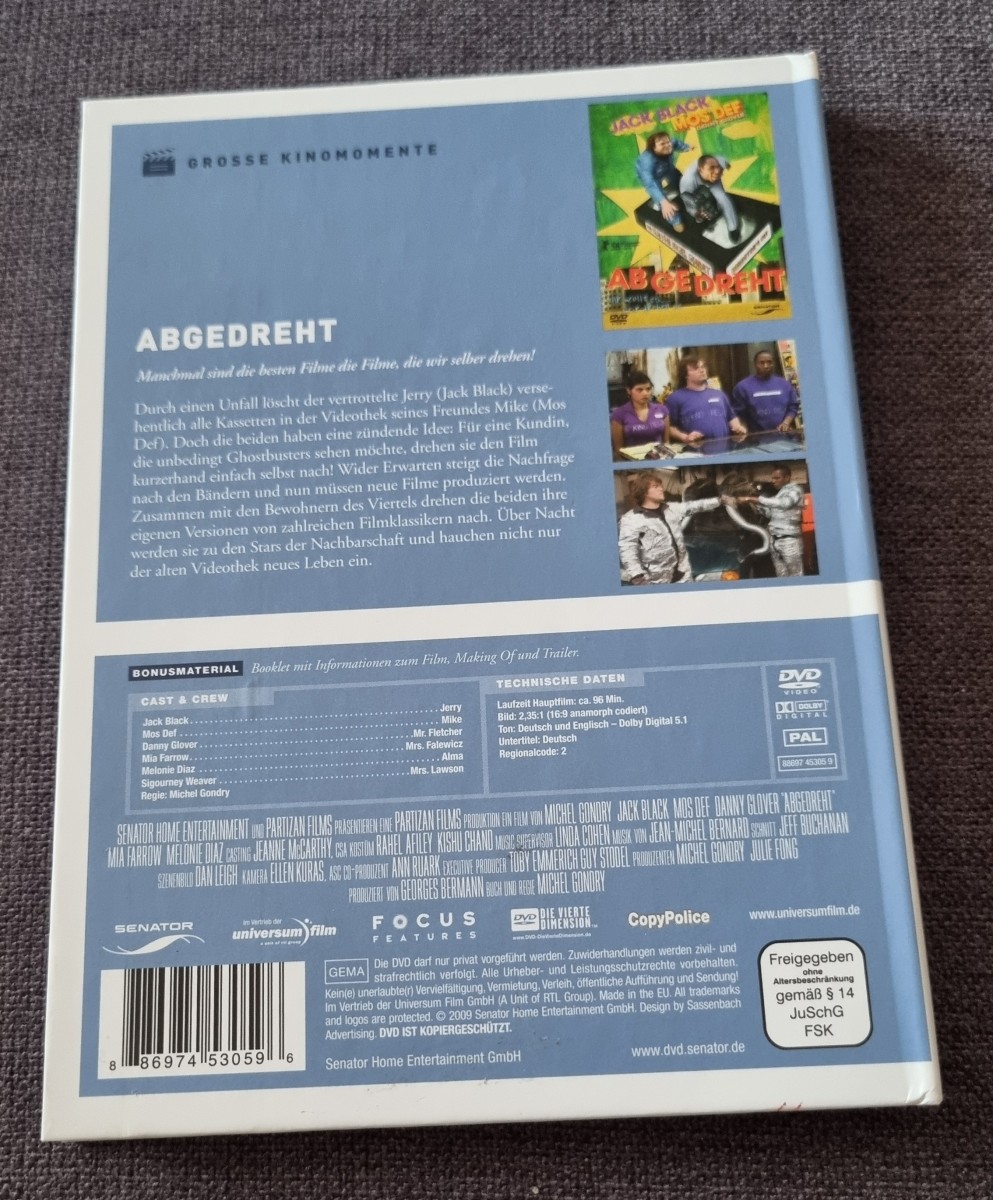 GROSSE KINOMOMENTE
JACK BLACK
MOS DEF
ABGEDREHT
DVD
ABGEDREHT
Manchmal sind die besten Filme die Filme, die wir selber drehen!
Durch einen Unfall löscht der vertrottelte Jerry (Jack Black) verse-
hentlich alle Kassetten in der Videothek seines Freundes Mike (Mos
Def). Doch die beiden haben eine zündende Idee: Für eine Kundin,
die unbedingt Ghostbusters sehen möchte, drehen sie den Film
kurzerhand einfach selbst nach! Wider Erwarten steigt die Nachfrage
nach den Bändern und nun müssen neue Filme produziert werden.
Zusammen mit den Bewohnern des Viertels drehen die beiden ihre
eigenen Versionen von zahlreichen Filmklassikern nach. Über Nacht
werden sie zu den Stars der Nachbarschaft und hauchen nicht nur
der alten Videothek neues Leben ein.
BONUSMATERIAL Booklet mit Informationen zum Film, Making Of und Trailer.
CAST & CREW
Jack Black Jerry
Mos Def Mike
Danny Glover Mr. Fletcher
Mia Farrow Mrs. Falewicz
Melonie Diaz Alma
Sigourney Weaver Mrs. Lawson
Regie: Michel Gondry
TECHNISCHE DATEN
Laufzeit Hauptfilm: ca. 96 Min.
Bild: 2,35:1 (16:9 anamorph codiert)
Ton: Deutsch und Englisch – Dolby Digital 5.1
Untertitel: Deutsch
Regionalcode: 2
DVD
VIDEO
DOLBY
DIGITAL
PAL
88697 45305 9
SENATOR HOME ENTERTAINMENT UND PARTIZAN FILMS PRÄSENTIEREN EINE PARTIZAN FILMS PRODUKTION EIN FILM VON MICHEL GONDRY JACK BLACK MOS DEF DANNY GLOVER "ABGEDREHT"
MIA FARROW MELONIE DIAZ CASTING JEANNE McCARTHY, CSA KOSTÜM RAHEL AFILEY KISHU CHAND MUSIC SUPERVISOR LINDA COHEN MUSIK VON JEAN-MICHEL BERNARD SCHNITT JEFF BUCHANAN
SZENENBILD DAN LEIGH KAMERA ELLEN KURAS, ASC CO-PRODUZENT ANN RUARK EXECUTIVE PRODUCER TOBY EMMERICH GUY STODEL PRODUZENTEN MICHEL GONDRY JULIE FONG
PRODUZIERT VON GEORGES BERMANN BUCH UND REGIE MICHEL GONDRY
SENATOR
Im Vertrieb der
universum film
FOCUS
FEATURES
DVD DIE VIERTE
DIMENSION
www.DVD-DieVierteDimension.de
CopyPolice
www.universumfilm.de
GEMA
Die DVD darf nur privat vorgeführt werden. Zuwiderhandlungen werden zivil- und
strafrechtlich verfolgt. Alle Urheber- und Leistungsschutzrechte vorbehalten.
Kein(e) unerlaubte(r) Vervielfältigung, Vermietung, Verleih, öffentliche Aufführung und Sendung!
Im Vertrieb der Universum Film GmbH (A Unit of RTL Group). Made in the EU. All trademarks
and logos are protected. © 2009 Senator Home Entertainment GmbH. Design by Sassenbach
Advertising. DVD IST KOPIERGESCHÜTZT.
Senator Home Entertainment GmbH
www.dvd.senator.de
Freigegeben
ohne
Altersbeschränkung
gemäß § 14
JuSchG
FSK
8 86974 53059 6